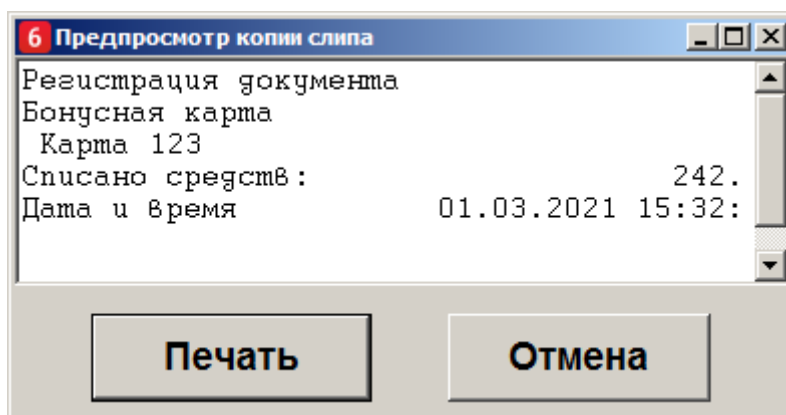 6 Предпросмотр копии слипа
Регистрация документа
Бонусная карта
Карта 123
Списано средств: 242.
Дата и время 01.03.2021 15:32:
Печать Отмена